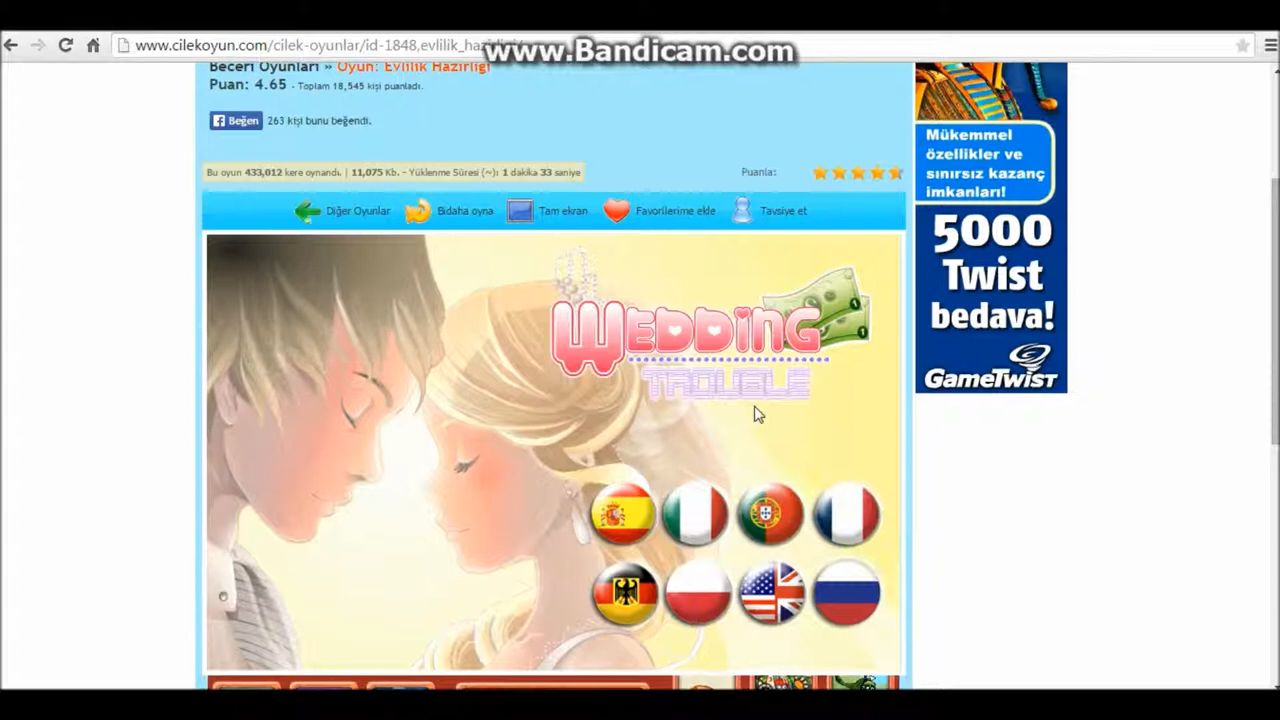 www.cilekoyun.com/cilek-oyunlar/id-1848,evlilik_haz
www.Bandicam.com
Beceri Oyunları » Oyun: Evlilik Hazırlığı
Puan: 4.65 - Toplam 18,545 kişi puanladı.
Beğen 263 kişi bunu beğendi.
Bu oyun 433,012 kere oynandı. | 11,075 Kb. - Yüklenme Süresi (~): 1 dakika 33 saniye
Puanla:
Diğer Oyunlar
Bidaha oyna
Tam ekran
Favorilerime ekle
Tavsiye et
WEDDING
TROUBLE
Mükemmel
özellikler ve
sınırsız kazanç
imkanları!
5000
Twist
bedava!
GameTwist